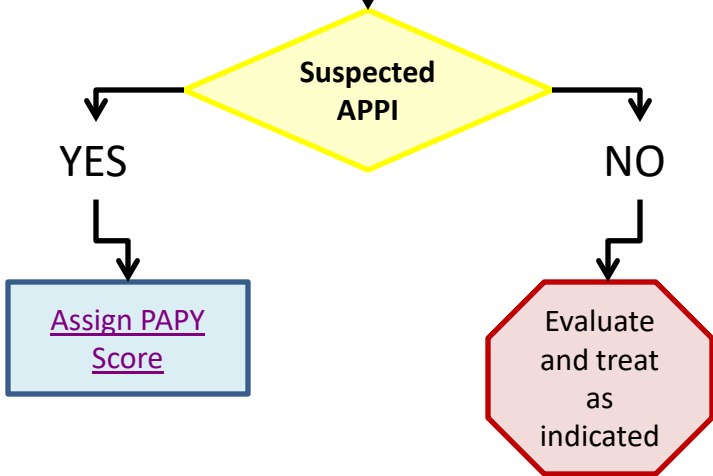 Suspected
APPI
YES
NO
Assign PAPY
Score
Evaluate
and treat
as
indicated